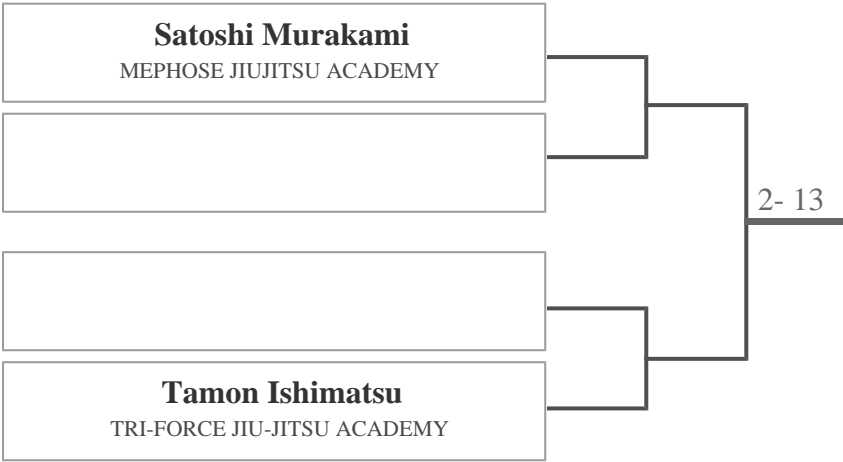 Satoshi Murakami
MEPHOSE JIUJITSU ACADEMY
2- 13
Tamon Ishimatsu
TRI-FORCE JIU-JITSU ACADEMY